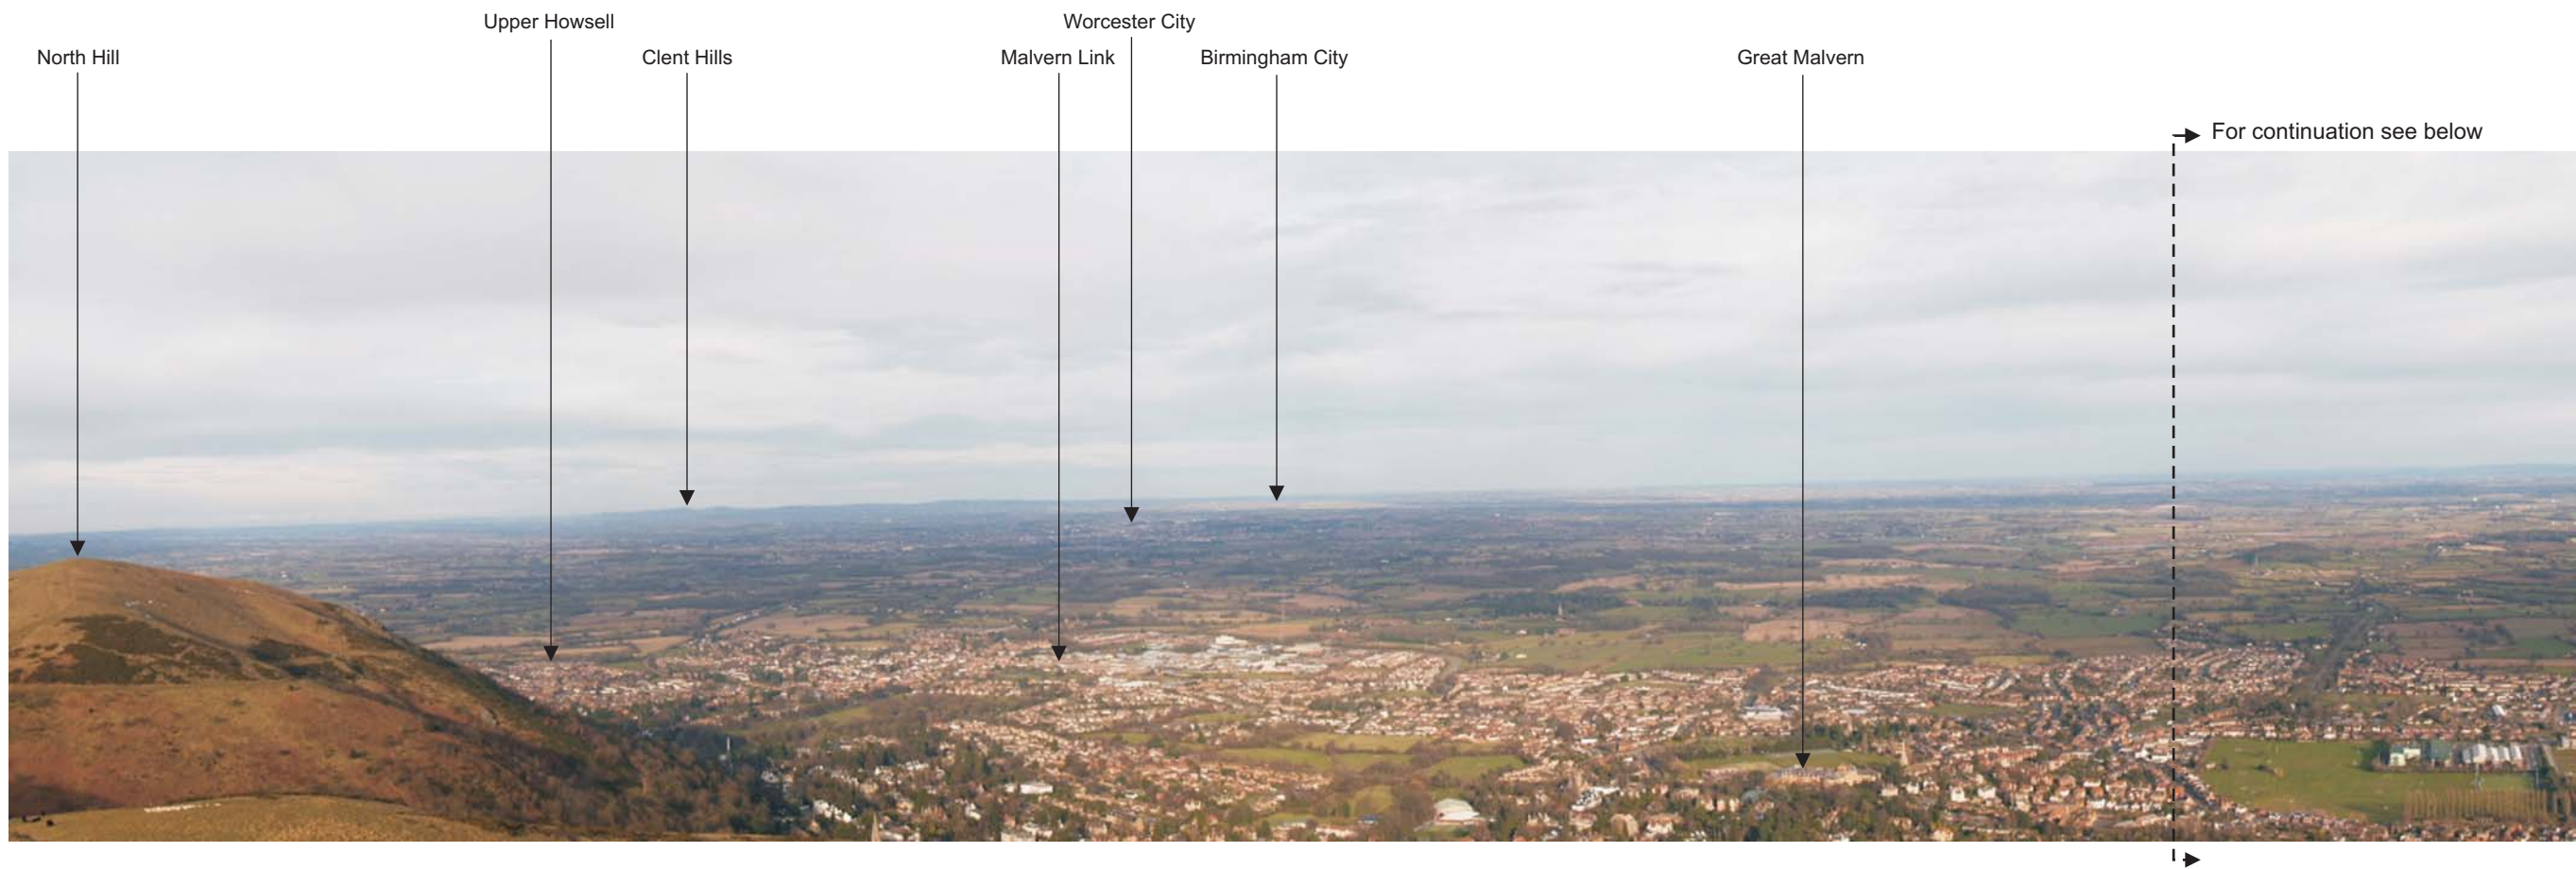 Upper Howsell
Worcester City
North Hill
Clent Hills
Malvern Link
Birmingham City
Great Malvern
For continuation see below